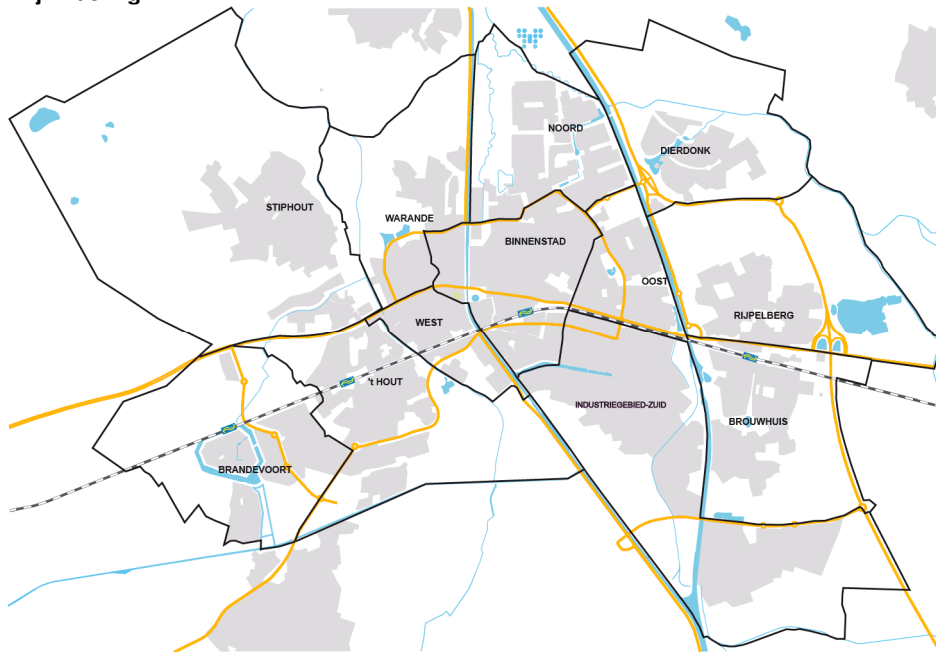 NOORD
DIERDONK
STIPHOUT
WARANDE
BINNENSTAD
OOST
RIJPELBERG
WEST
't HOUT
INDUSTRIEGEBIED-ZUID
BROUWHUIS
BRANDEVOORT